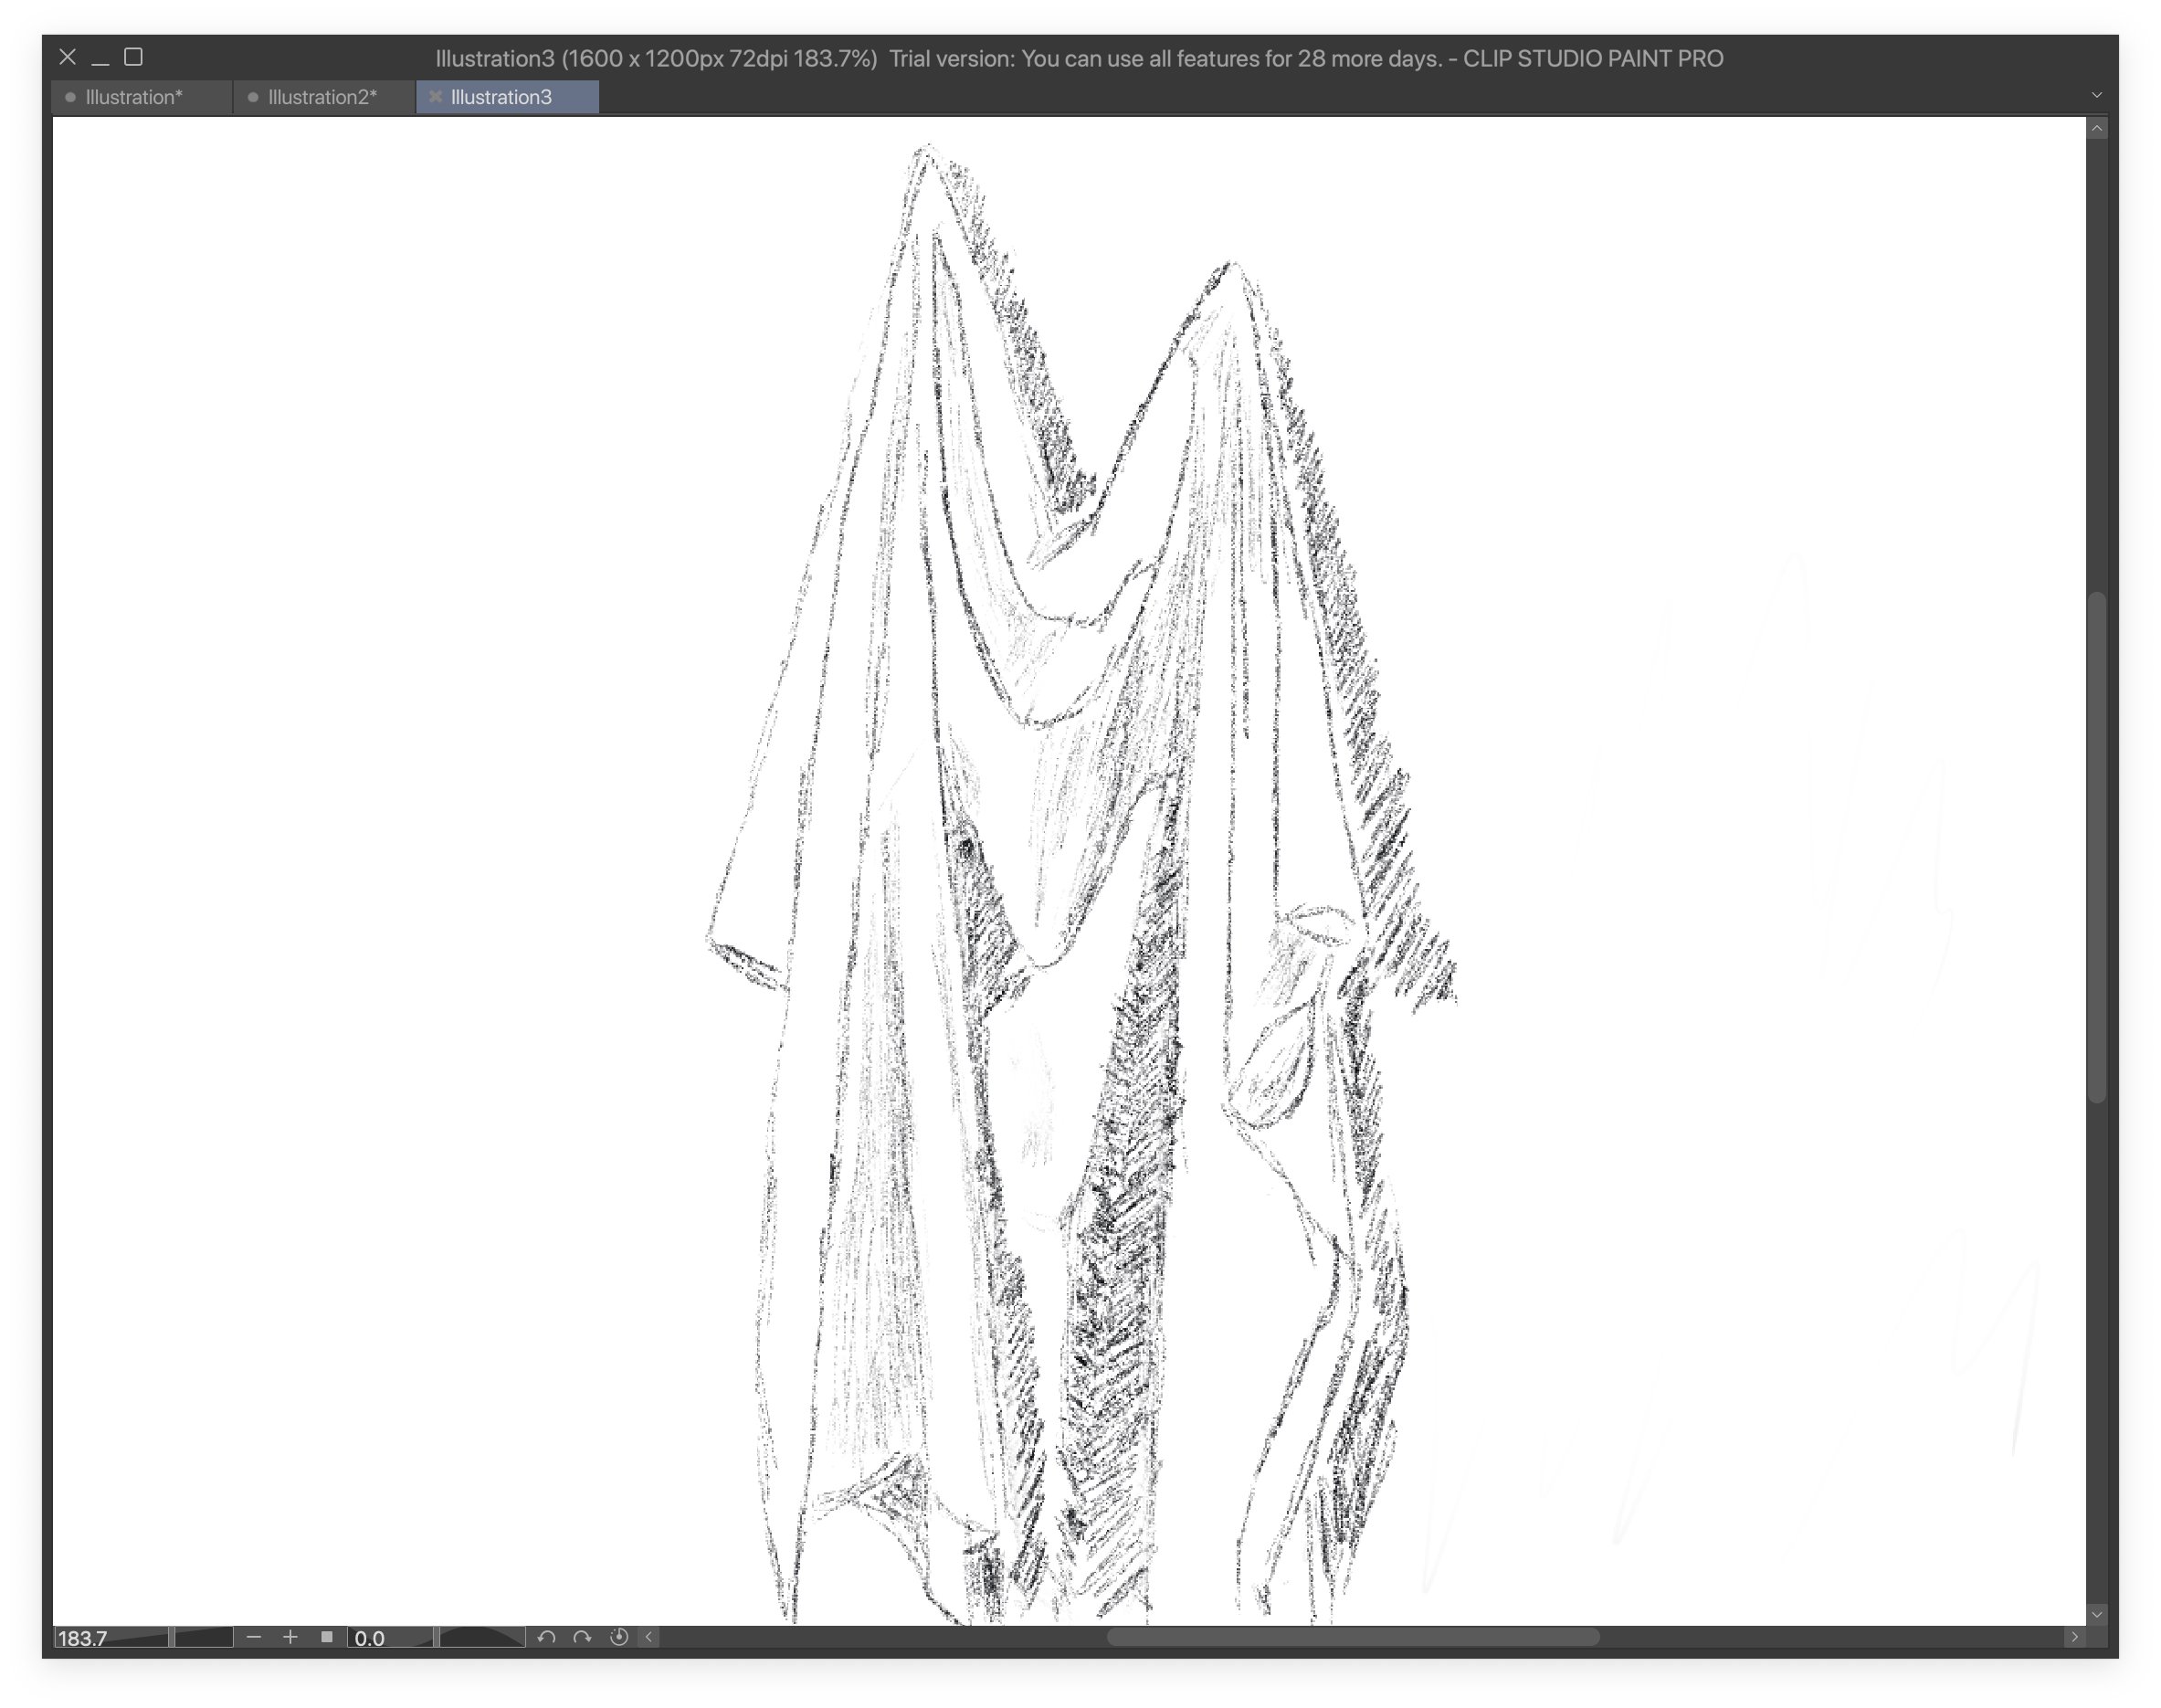 Illustration3 (1600 x 1200px 72dpi 183.7%)  Trial version: You can use all features for 28 more days. - CLIP STUDIO PAINT PRO
Illustration* Illustration2* Illustration3
183.7 0.0